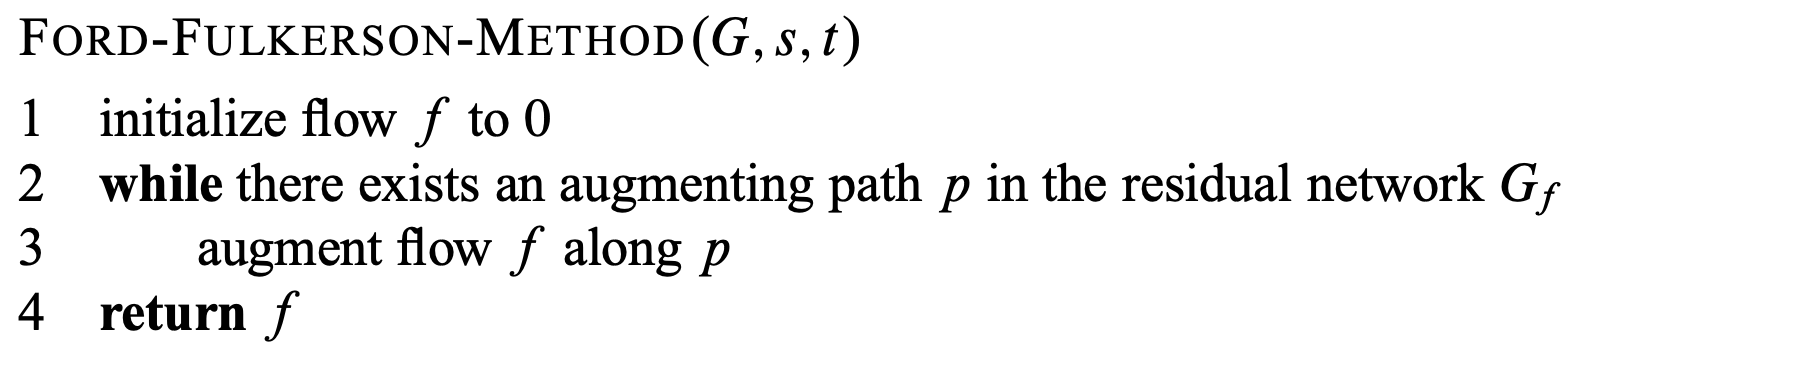 FORD-FULKERSON-METHOD(G, s, t)
1 initialize flow f to 0
2 while there exists an augmenting path p in the residual network G_f
3 augment flow f along p
4 return f